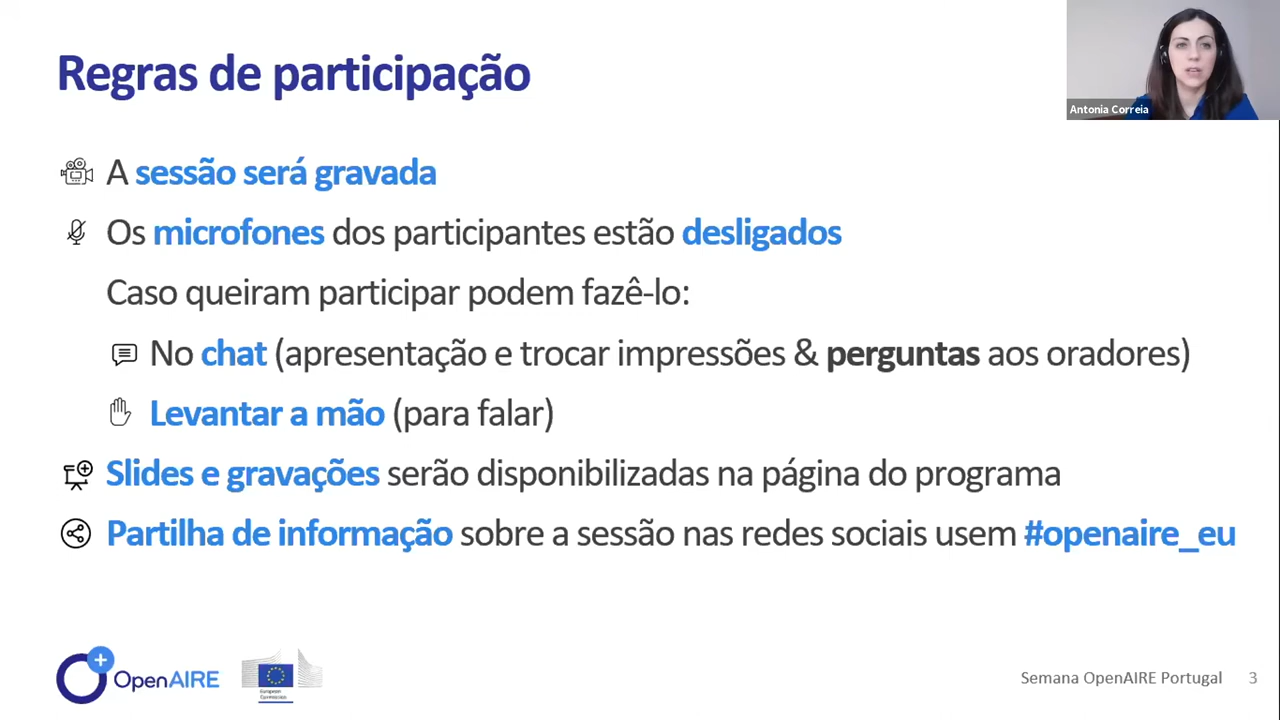 Regras de participação
Antonia Correia
A sessão será gravada
Os microfones dos participantes estão desligados
Caso queiram participar podem fazê-lo:
No chat (apresentação e trocar impressões & perguntas aos oradores)
Levantar a mão (para falar)
Slides e gravações serão disponibilizadas na página do programa
Partilha de informação sobre a sessão nas redes sociais usem #openaire_eu
OpenAIRE
European
Commission
Semana OpenAIRE Portugal 3